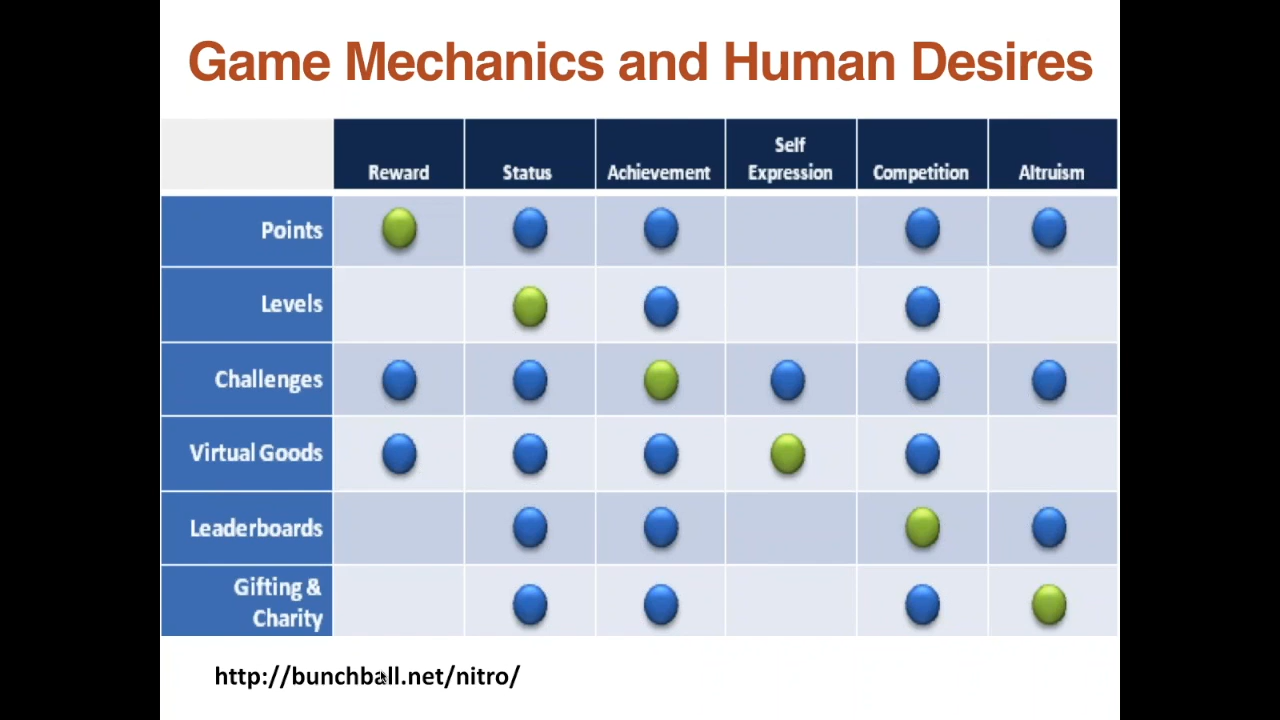 Game Mechanics and Human Desires
Reward
Status
Achievement
Self
Expression
Competition
Altruism
Points
Levels
Challenges
Virtual Goods
Leaderboards
Gifting &
Charity
http://bunchball.net/nitro/